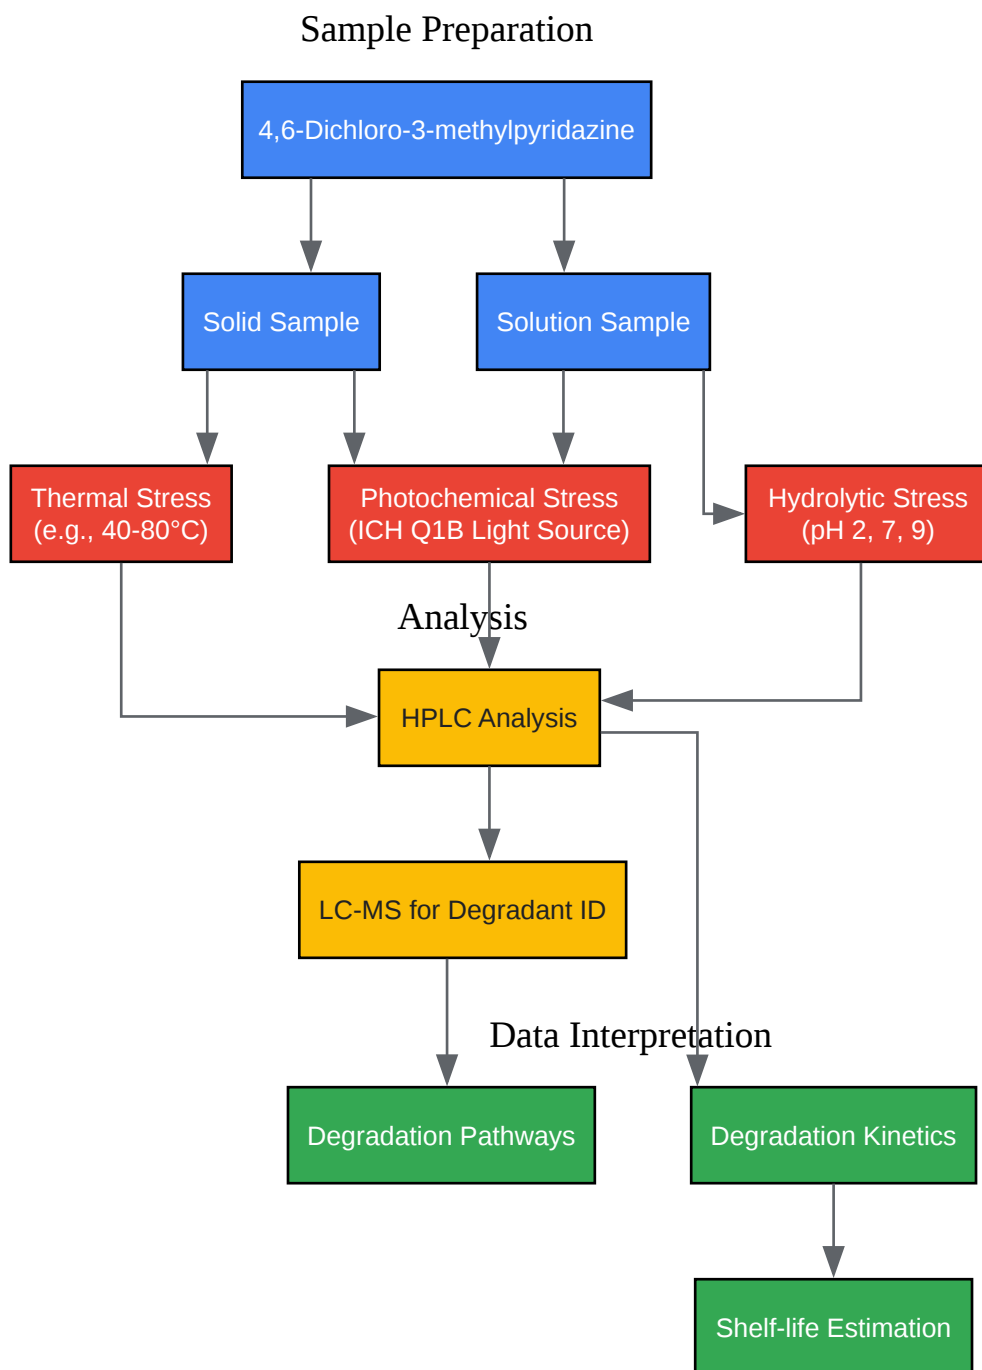 Sample Preparation
4,6-Dichloro-3-methylpyridazine
Solid Sample
Solution Sample
Thermal Stress
(e.g., 40-80°C)
Photochemical Stress
(ICH Q1B Light Source)
Hydrolytic Stress
(pH 2, 7, 9)
Analysis
HPLC Analysis
LC-MS for Degradant ID
Data Interpretation
Degradation Pathways
Degradation Kinetics
Shelf-life Estimation